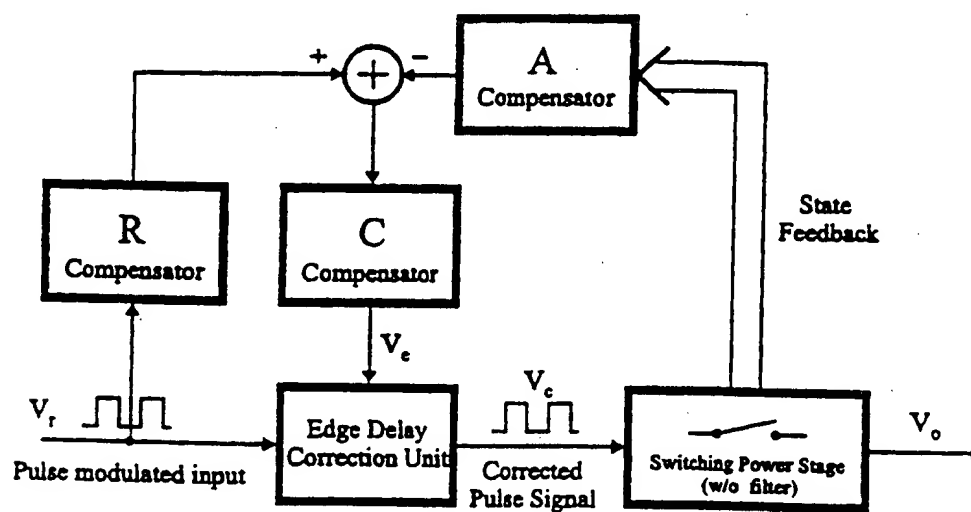 +
+
−
A
Compensator
R
Compensator
C
Compensator
State
Feedback
Ve
Vr
Vc
Vo
Edge Delay
Correction Unit
Pulse modulated input
Corrected
Pulse Signal
Switching Power Stage
(w/o filter)